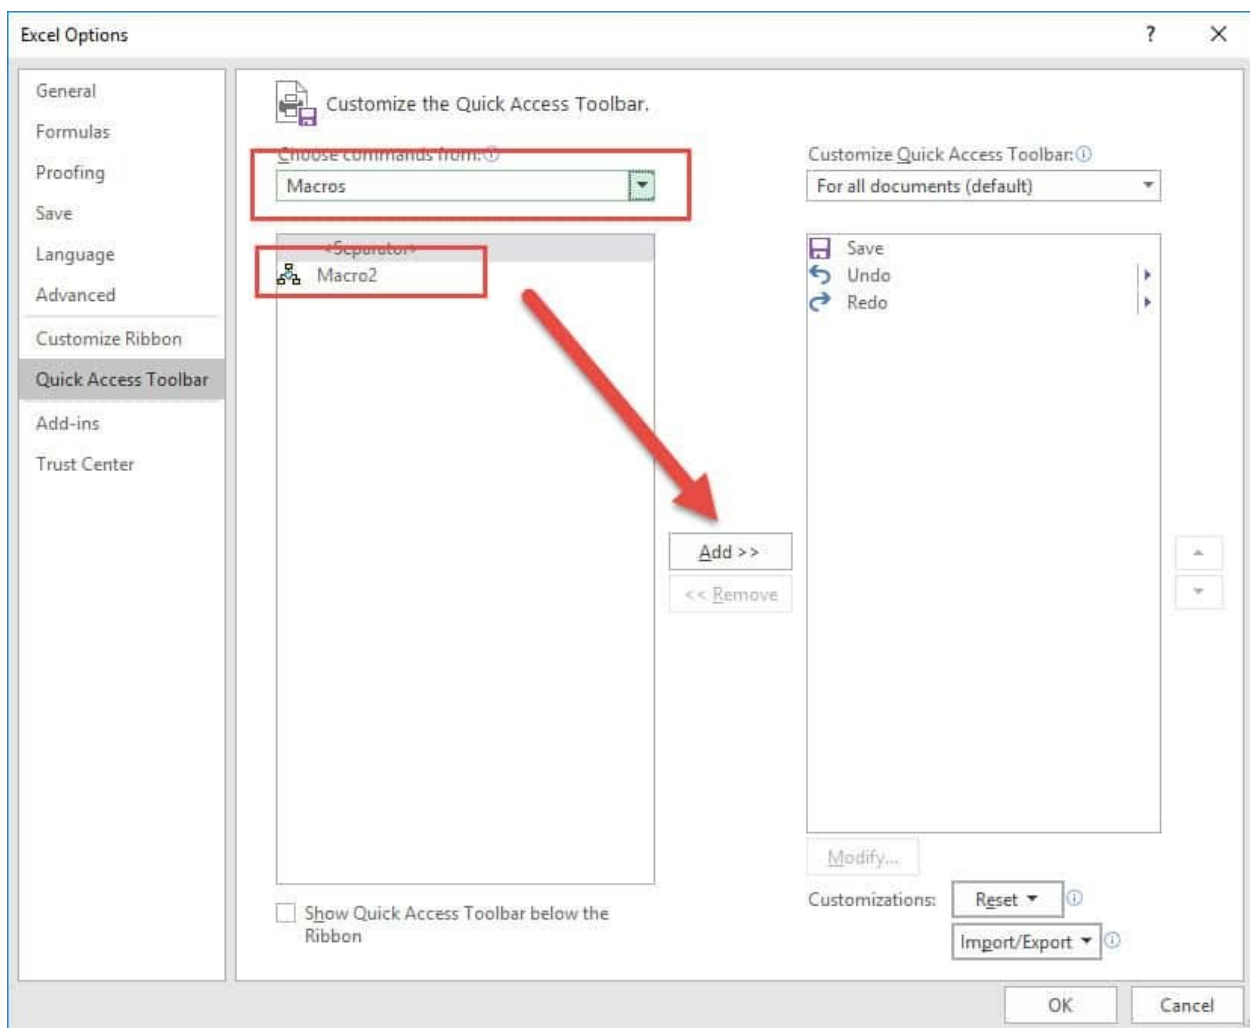 Excel Options
?
General
Formulas
Proofing
Save
Language
Advanced
Customize Ribbon
Quick Access Toolbar
Add-ins
Trust Center
Customize the Quick Access Toolbar.
Choose commands from:
Macros
<Separator>
Macro2
Show Quick Access Toolbar below the
Ribbon
Add >>
<< Remove
Customize Quick Access Toolbar:
For all documents (default)
Save
Undo
Redo
Modify...
Customizations:
Reset
Import/Export
OK
Cancel